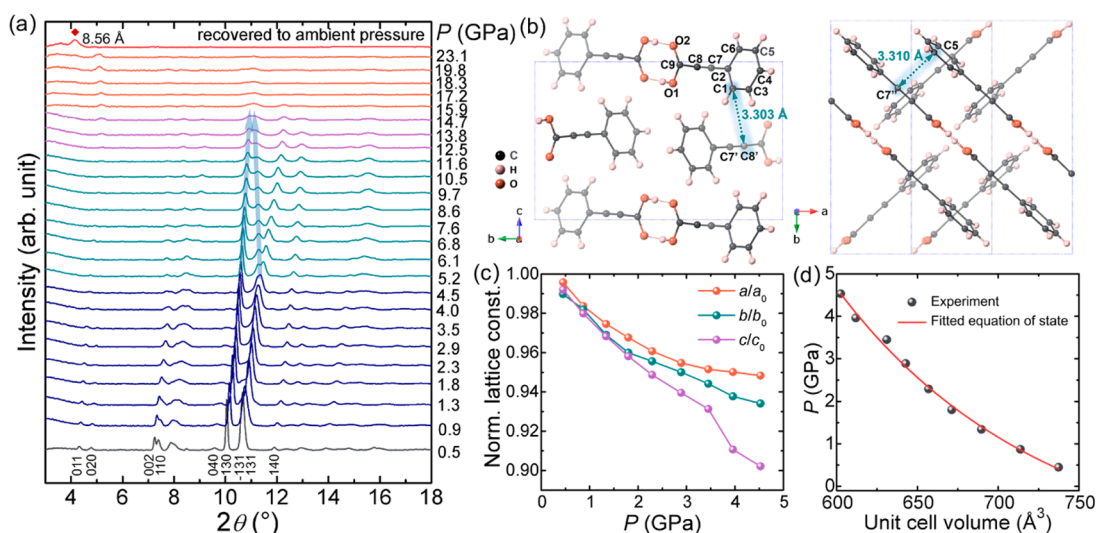 (a)
8.56 Å
recovered to ambient pressure
P (GPa)
23.1
19.8
18.3
17.2
15.9
4.7
13.8
12.5
11.6
10.5
9.7
8.6
7.6
6.8
6.1
5.2
4.5
4.0
3.5
2.9
2.3
1.8
1.3
0.9
0.5
Intensity (arb. unit)
011
020
002
110
040
130
131
131
140
4 6 8 10 12 14 16 18
2θ (°)
(b)
O2
C6
C8 C7
C5
C9
C2
C4
O1
C1
C3
3.303 Å
C7' C8'
C
H
O
c
b
a
b
C5
3.310 Å
C7"
(c)
1.00
0.98
0.96
0.94
0.92
0.90
Norm. lattice const.
a/a0
b/b0
c/c0
0 1 2 3 4 5
P (GPa)
(d)
5
4
3
2
1
0
P (GPa)
Experiment
Fitted equation of state
600 650 700 750
Unit cell volume (Å³)